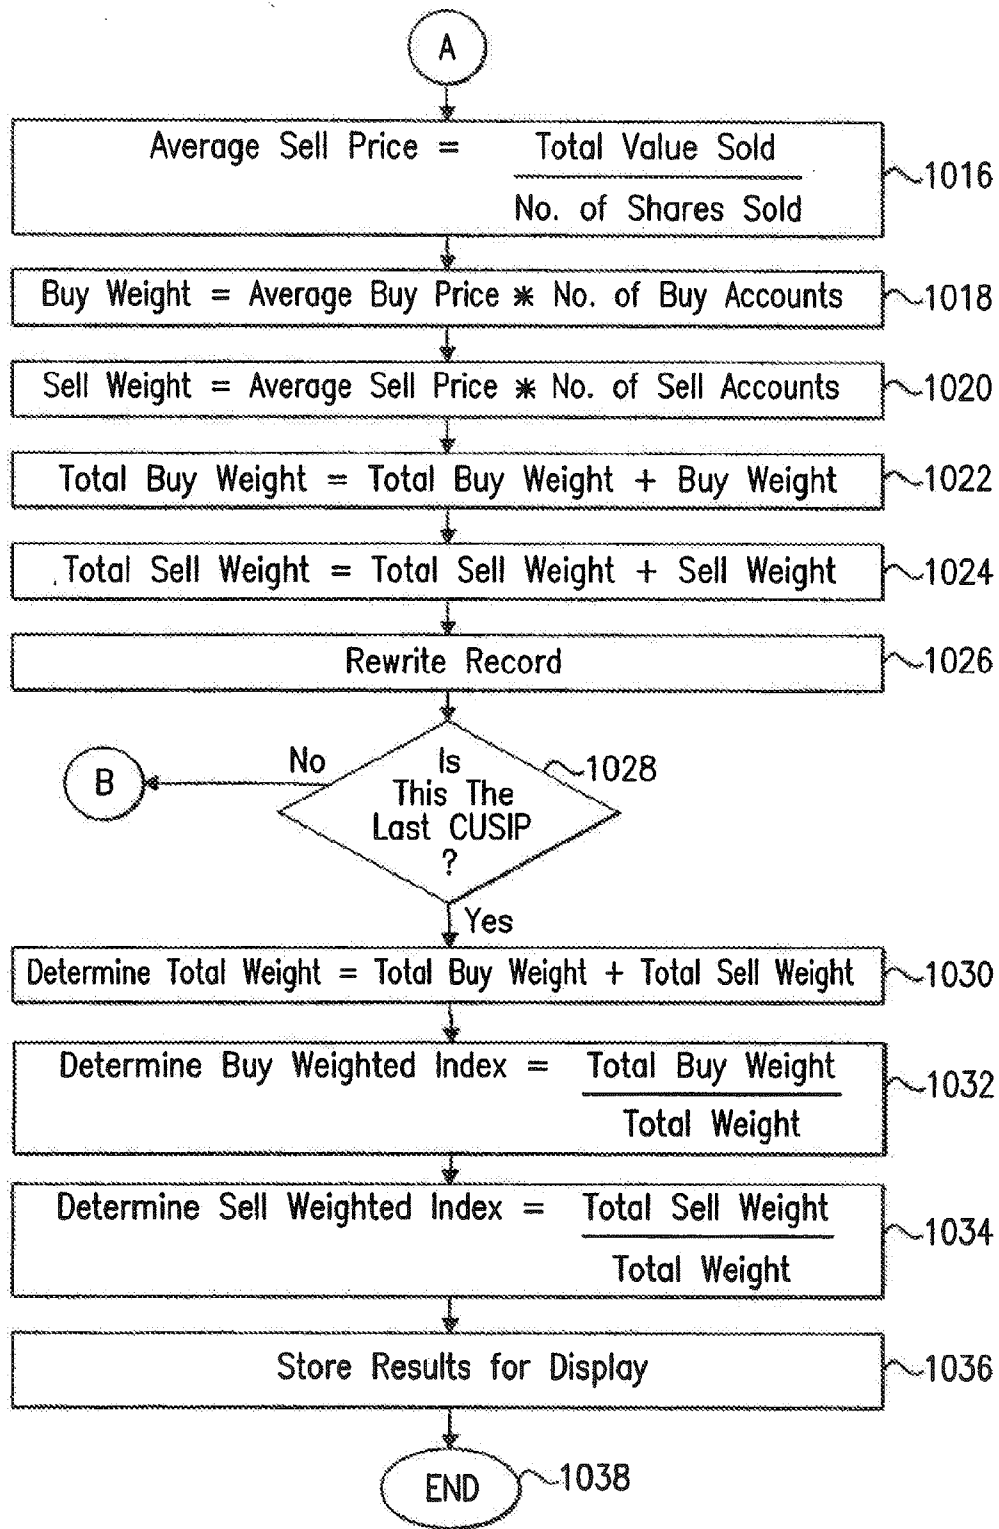 A
Average Sell Price = Total Value Sold
No. of Shares Sold
1016
Buy Weight = Average Buy Price * No. of Buy Accounts
1018
Sell Weight = Average Sell Price * No. of Sell Accounts
1020
Total Buy Weight = Total Buy Weight + Buy Weight
1022
Total Sell Weight = Total Sell Weight + Sell Weight
1024
Rewrite Record
1026
No
B
Is
This The
Last CUSIP
?
1028
Yes
Determine Total Weight = Total Buy Weight + Total Sell Weight
1030
Determine Buy Weighted Index = Total Buy Weight
Total Weight
1032
Determine Sell Weighted Index = Total Sell Weight
Total Weight
1034
Store Results for Display
1036
END
1038